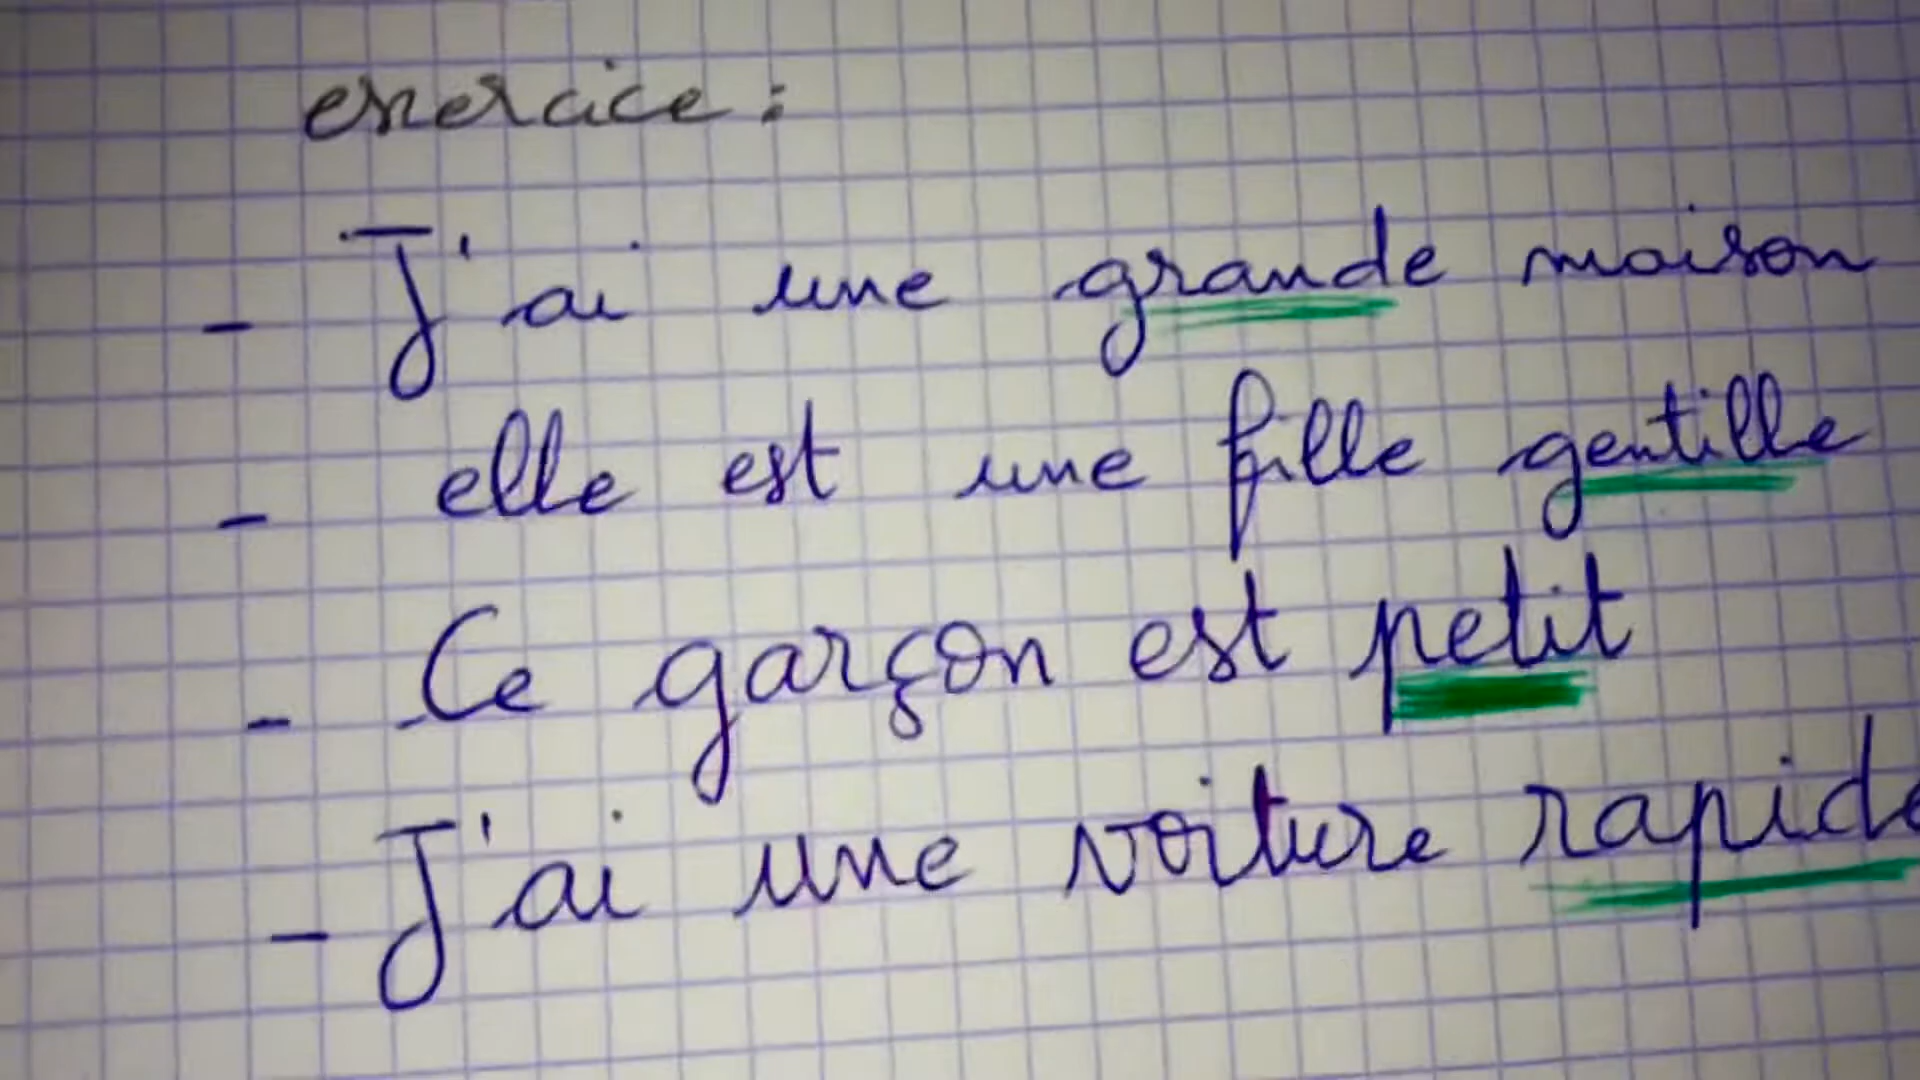 exercice :
- J'ai une grande maison
- elle est une fille gentille
- Ce garçon est petit
- J'ai une voiture rapide